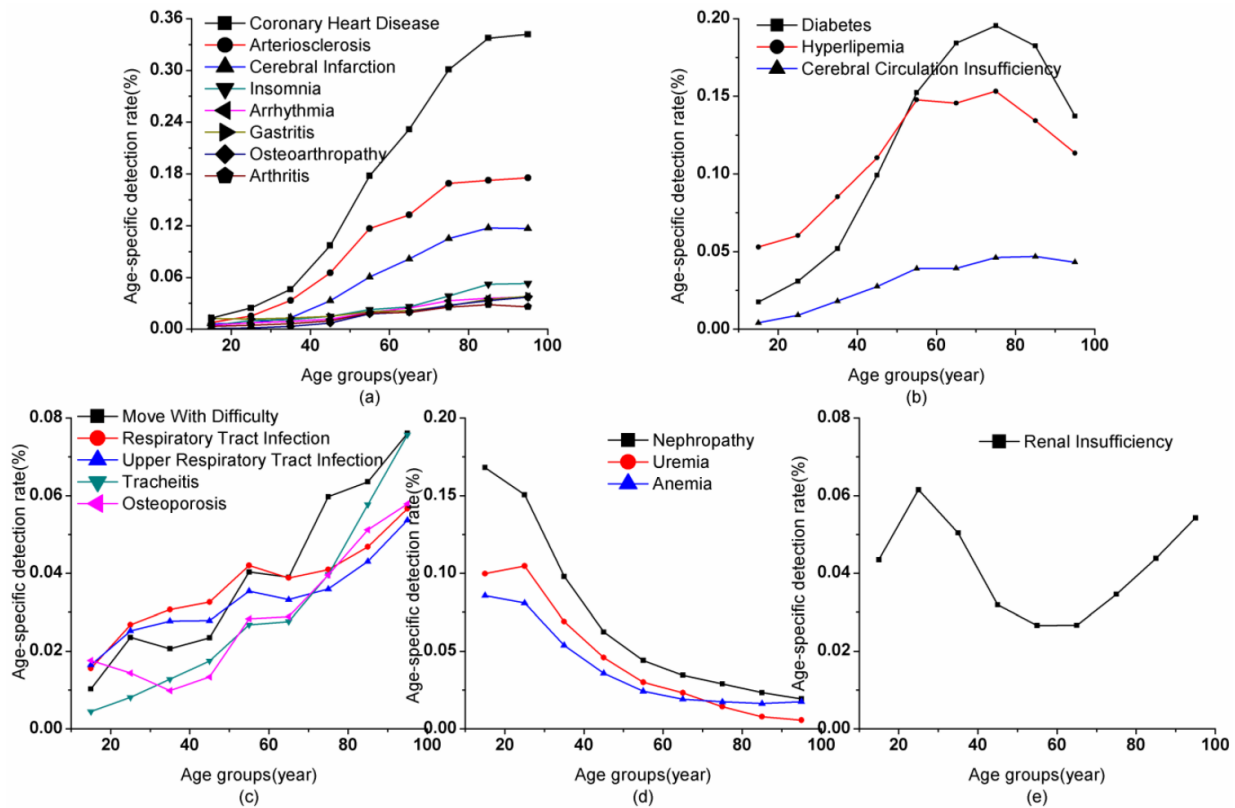 Age-specific detection rate(%)
0.36
0.30
0.24
0.18
0.12
0.06
0.00
Coronary Heart Disease
Arteriosclerosis
Cerebral Infarction
Insomnia
Arrhythmia
Gastritis
Osteoarthropathy
Arthritis
20 40 60 80 100
Age groups(year)
(a)
Age-specific detection rate(%)
0.20
0.15
0.10
0.05
0.00
Diabetes
Hyperlipemia
Cerebral Circulation Insufficiency
20 40 60 80 100
Age groups(year)
(b)
Age-specific detection rate(%)
0.08
0.06
0.04
0.02
0.00
Move With Difficulty
Respiratory Tract Infection
Upper Respiratory Tract Infection
Tracheitis
Osteoporosis
20 40 60 80 100
Age groups(year)
(c)
Age-specific detection rate(%)
0.20
0.15
0.10
0.05
0.00
Nephropathy
Uremia
Anemia
20 40 60 80 100
Age groups(year)
(d)
Age-specific detection rate(%)
0.08
0.06
0.04
0.02
0.00
Renal Insufficiency
20 40 60 80 100
Age groups(year)
(e)